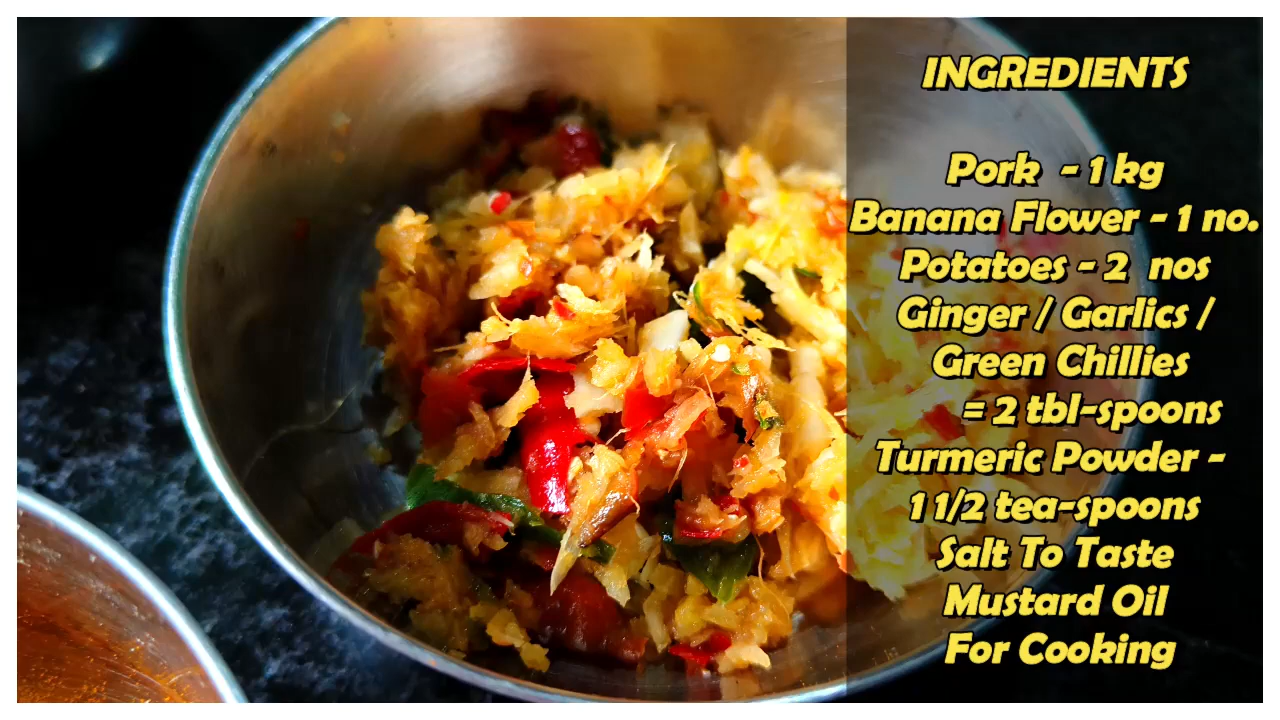 INGREDIENTS
Pork - 1 kg
Banana Flower - 1 no.
Potatoes - 2 nos
Ginger / Garlics /
Green Chillies
= 2 tbl-spoons
Turmeric Powder -
1 1/2 tea-spoons
Salt To Taste
Mustard Oil
For Cooking